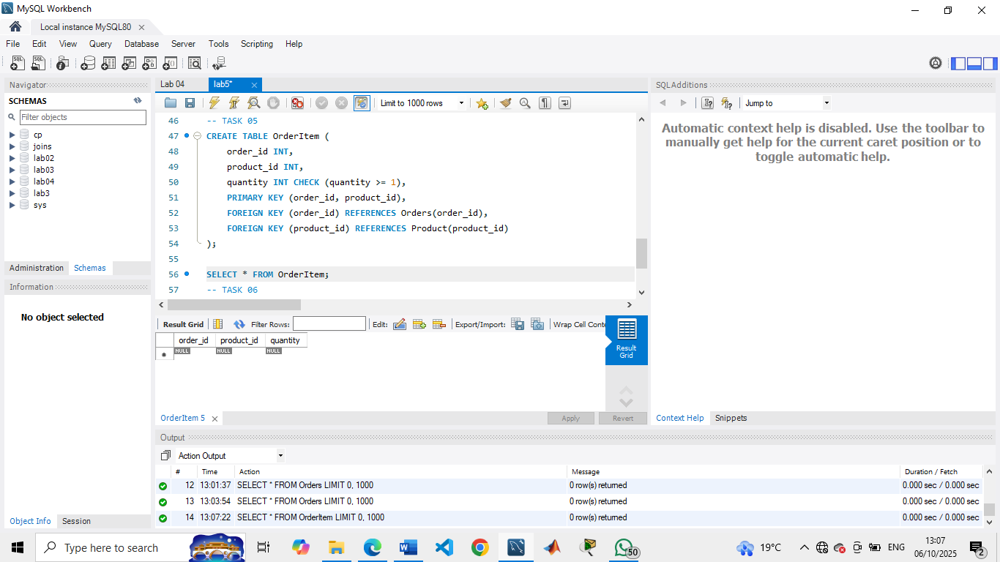 MySQL Workbench
Local instance MySQL80
File Edit View Query Database Server Tools Scripting Help
Navigator
SCHEMAS
Filter objects
cp
joins
lab02
lab03
lab04
lab3
sys
Administration Schemas
Information
No object selected
Object Info Session
Lab 04 lab5*
Limit to 1000 rows
46 -- TASK 05
47 CREATE TABLE OrderItem (
48 order_id INT,
49 product_id INT,
50 quantity INT CHECK (quantity >= 1),
51 PRIMARY KEY (order_id, product_id),
52 FOREIGN KEY (order_id) REFERENCES Orders(order_id),
53 FOREIGN KEY (product_id) REFERENCES Product(product_id)
54 );
55
56 SELECT * FROM OrderItem;
57 -- TASK 06
Result Grid Filter Rows: Edit: Export/Import: Wrap Cell Conte
order_id product_id quantity
NULL NULL NULL
Result
Grid
OrderItem 5 Apply Revert
SQLAdditions
Jump to
Automatic context help is disabled. Use the toolbar to
manually get help for the current caret position or to
toggle automatic help.
Context Help Snippets
Output
Action Output
# Time Action Message Duration / Fetch
12 13:01:37 SELECT * FROM Orders LIMIT 0, 1000 0 row(s) returned 0.000 sec / 0.000 sec
13 13:03:54 SELECT * FROM Orders LIMIT 0, 1000 0 row(s) returned 0.000 sec / 0.000 sec
14 13:07:22 SELECT * FROM OrderItem LIMIT 0, 1000 0 row(s) returned 0.000 sec / 0.000 sec
Type here to search
50
19°C
ENG
13:07
06/10/2025
2